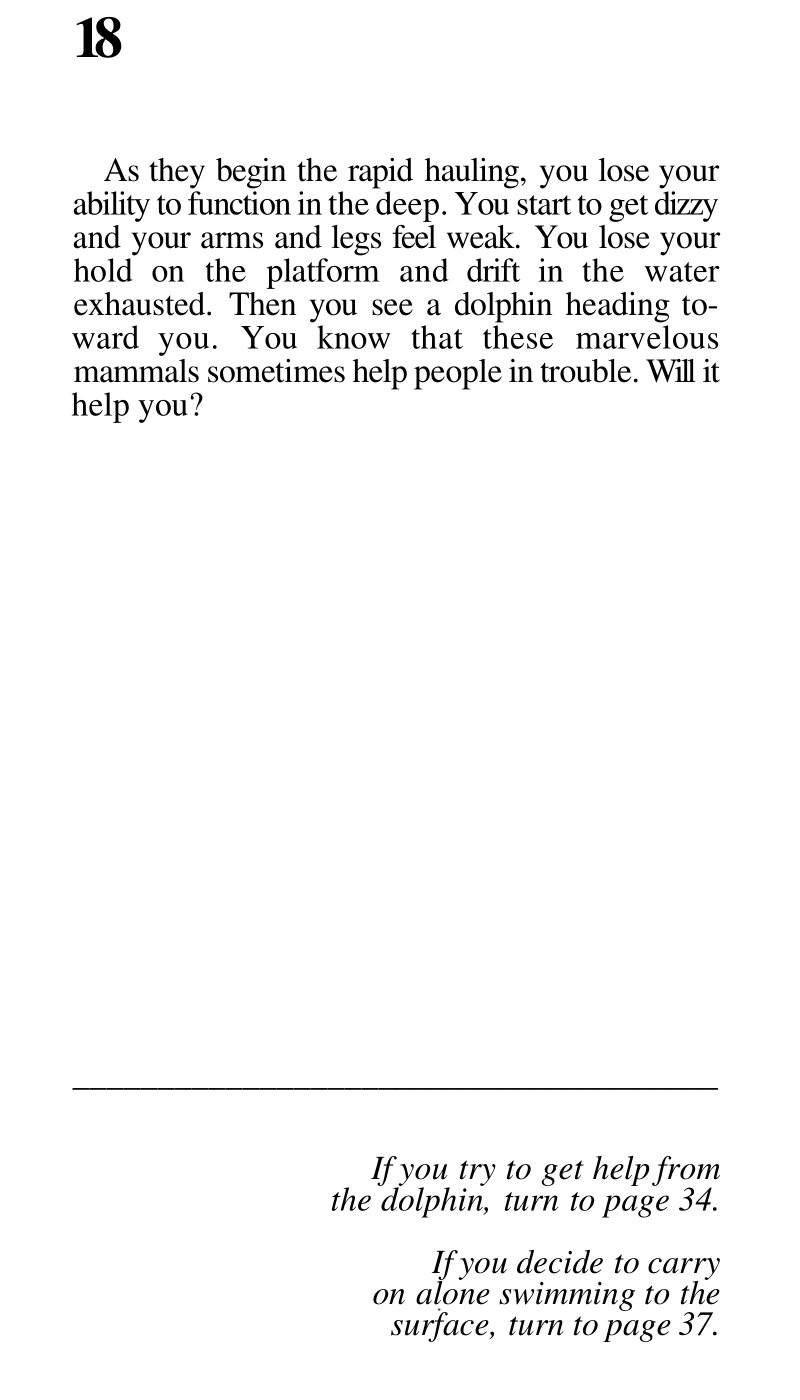 18
As they begin the rapid hauling, you lose your
ability to function in the deep. You start to get dizzy
and your arms and legs feel weak. You lose your
hold on the platform and drift in the water
exhausted. Then you see a dolphin heading to-
ward you. You know that these marvelous
mammals sometimes help people in trouble. Will it
help you?
If you try to get help from
the dolphin, turn to page 34.
If you decide to carry
on alone swimming to the
surface, turn to page 37.